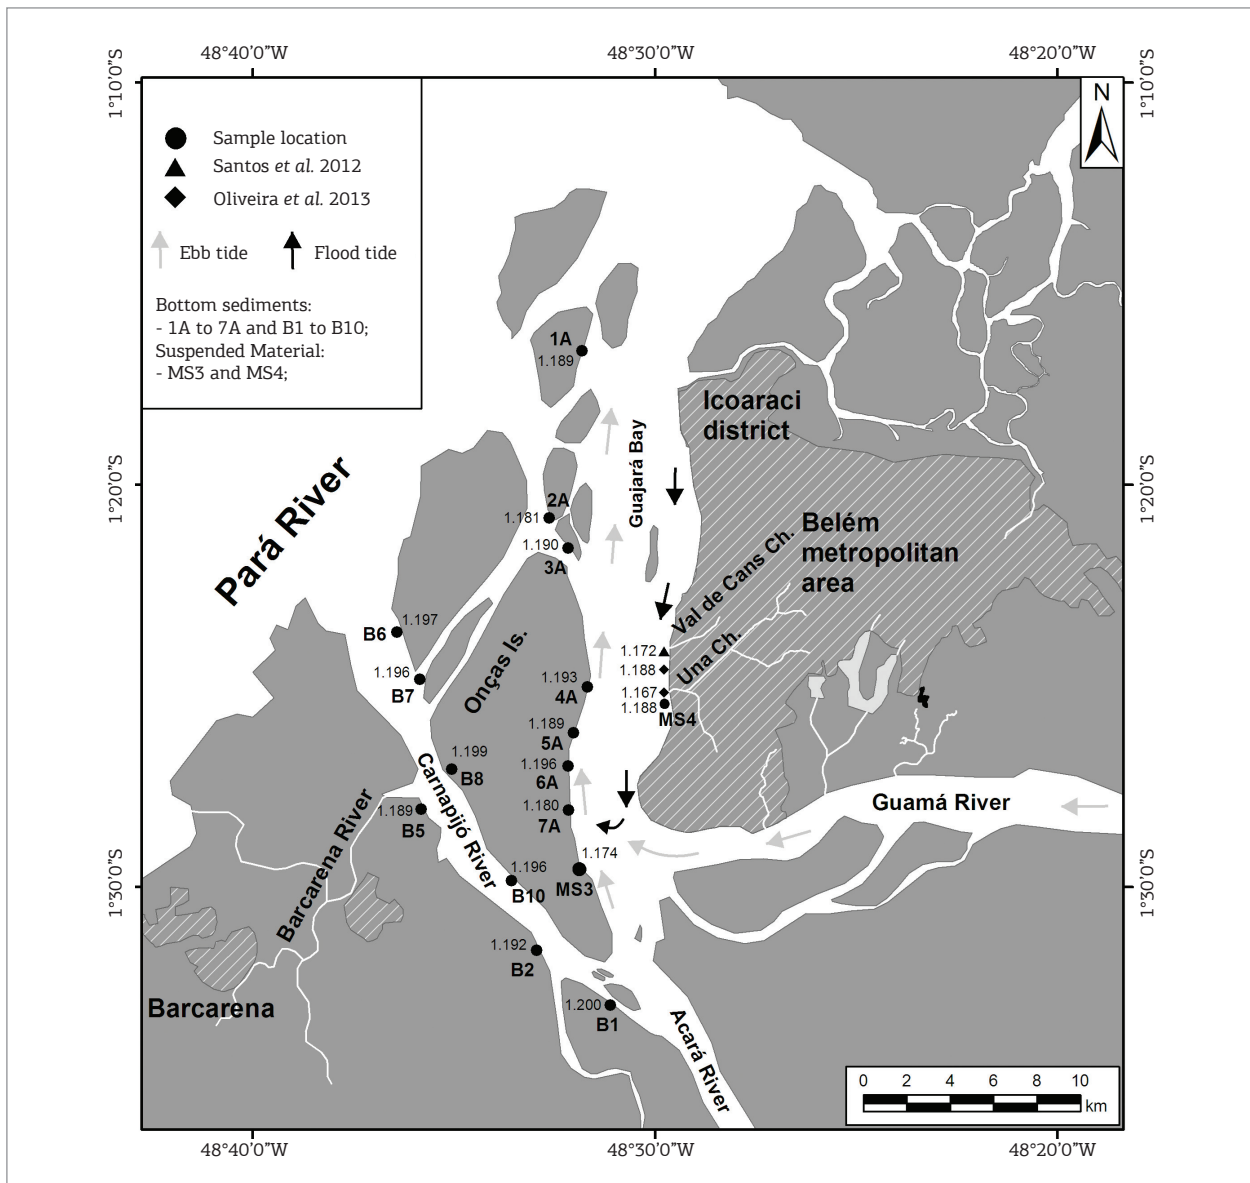 48°40'0"W
48°50'0"W
48°20'0"W
1°10'0"S
1°10'0"S
N
Sample location
Santos et al. 2012
Oliveira et al. 2013
Ebb tide
Flood tide
Bottom sediments:
- 1A to 7A and B1 to B10;
Suspended Material:
- MS3 and MS4;
1A
1.189
Icoaraci
district
Guajará Bay
1°20'0"S
1°20'0"S
Pará River
2A
1.181
1.190
3A
Belém
metropolitan
area
Val de Cans Ch.
Una Ch.
1.197
B6
1.196
B7
Onças Is.
1.172
1.188
1.167
1.188
MS4
1.193
4A
1.189
5A
1.199
B8
1.196
6A
1.189
B5
1.180
7A
Guamá River
Carnapijó River
Barcarena River
1.174
MS3
1.196
B10
1°30'0"S
1°30'0"S
1.192
B2
Barcarena
1.200
B1
Acará River
0 2 4 6 8 10
km
48°40'0"W
48°50'0"W
48°20'0"W